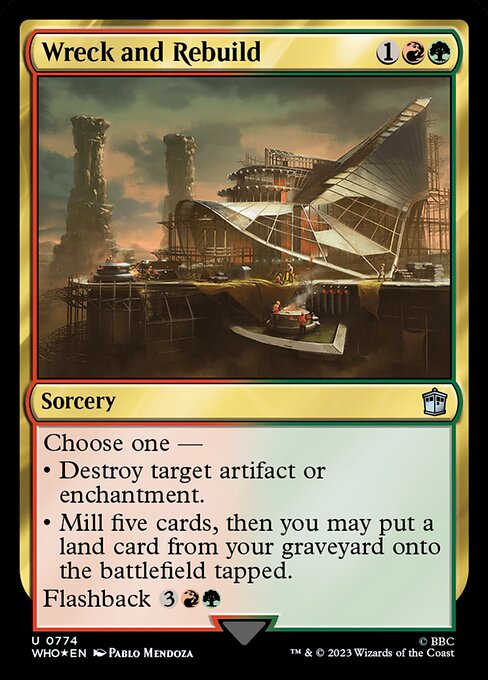 Wreck and Rebuild 1
Sorcery
Choose one —
• Destroy target artifact or
enchantment.
• Mill five cards, then you may put a
land card from your graveyard onto
the battlefield tapped.
Flashback 3
U 0774 © BBC
WHO★EN Pablo Mendoza ™ & © 2023 Wizards of the Coast